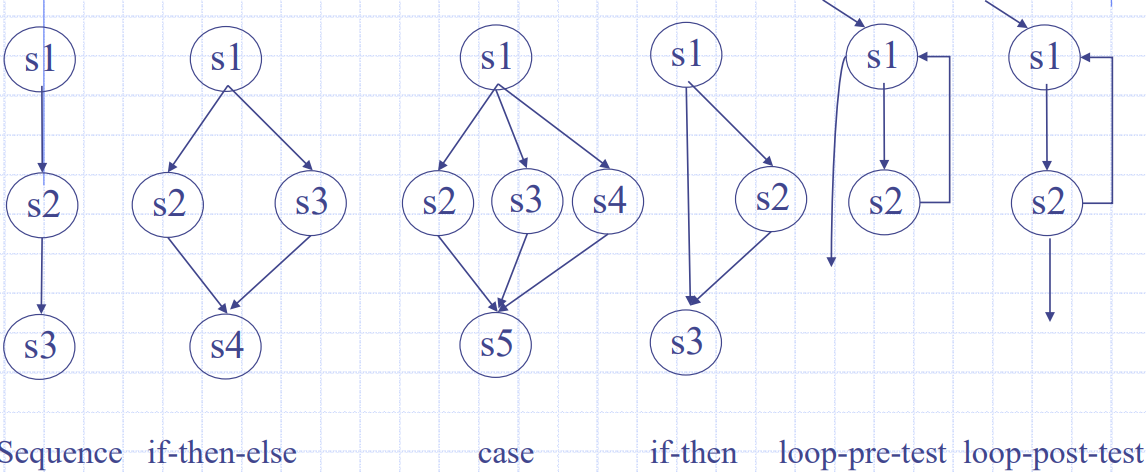 s1 s1 s1 s1 s1 s1
s2 s2 s3 s2 s3 s4 s2 s2 s2
s3 s4 s5 s3
Sequence if-then-else case if-then loop-pre-test loop-post-test